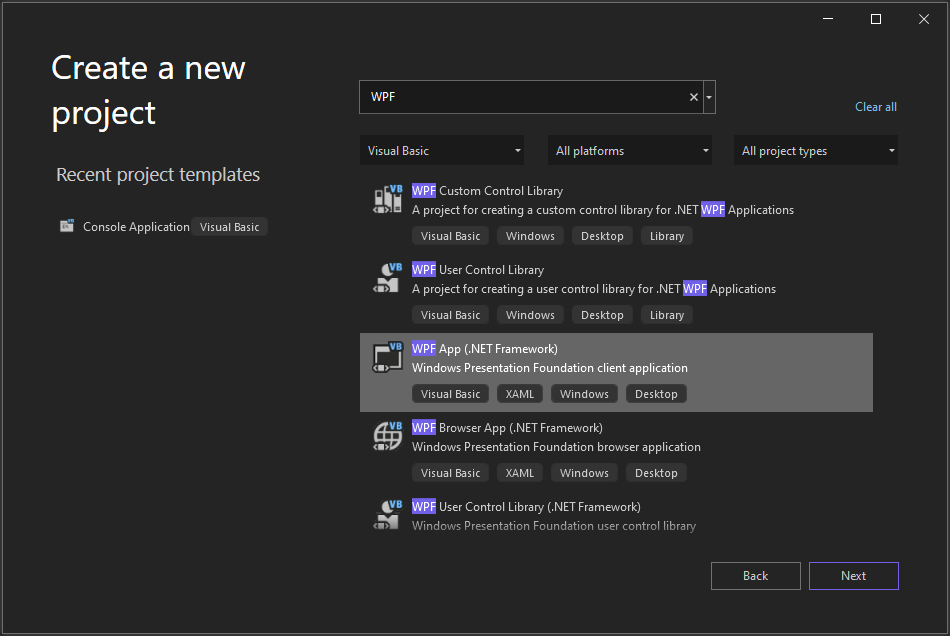 Create a new
project
Recent project templates
Console Application Visual Basic
WPF
Clear all
Visual Basic All platforms All project types
VB WPF Custom Control Library
A project for creating a custom control library for .NET WPF Applications
Visual Basic Windows Desktop Library
VB WPF User Control Library
A project for creating a user control library for .NET WPF Applications
Visual Basic Windows Desktop Library
VB WPF App (.NET Framework)
Windows Presentation Foundation client application
Visual Basic XAML Windows Desktop
VB WPF Browser App (.NET Framework)
Windows Presentation Foundation browser application
Visual Basic XAML Windows Desktop
VB WPF User Control Library (.NET Framework)
Windows Presentation Foundation user control library
Back Next